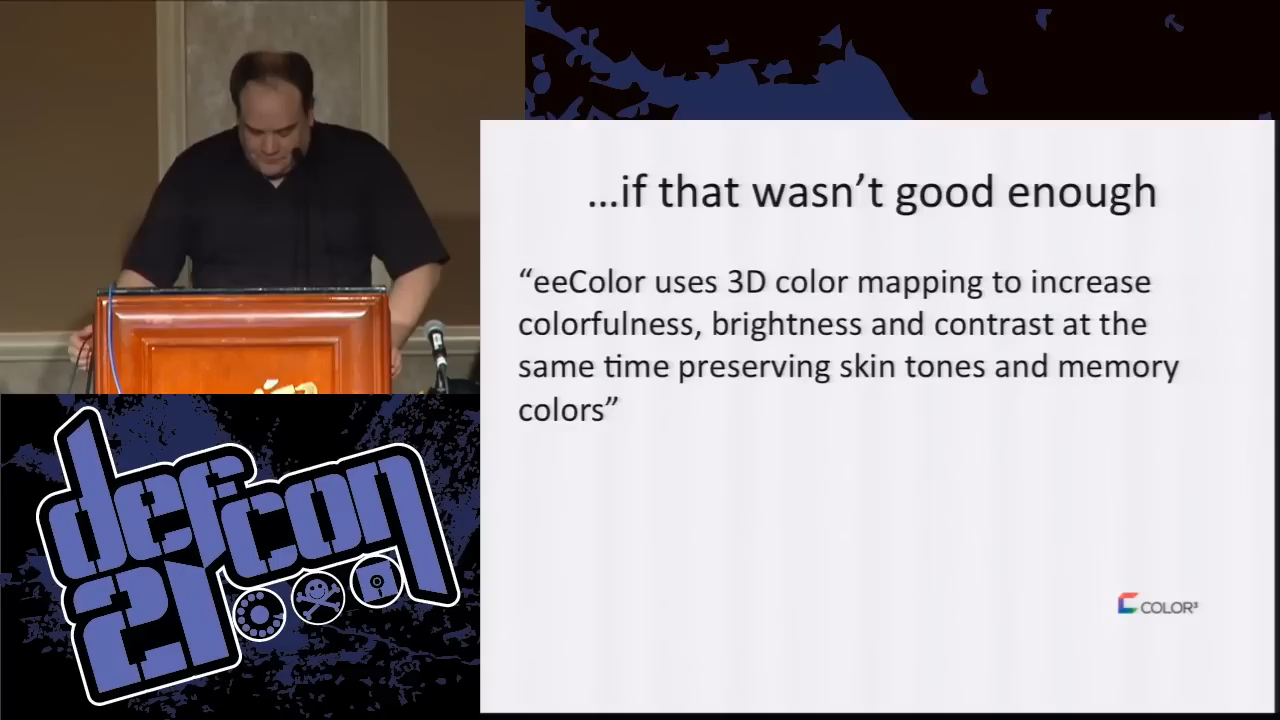 …if that wasn’t good enough
“eeColor uses 3D color mapping to increase
colorfulness, brightness and contrast at the
same time preserving skin tones and memory
colors”
COLOR³
defcon
21